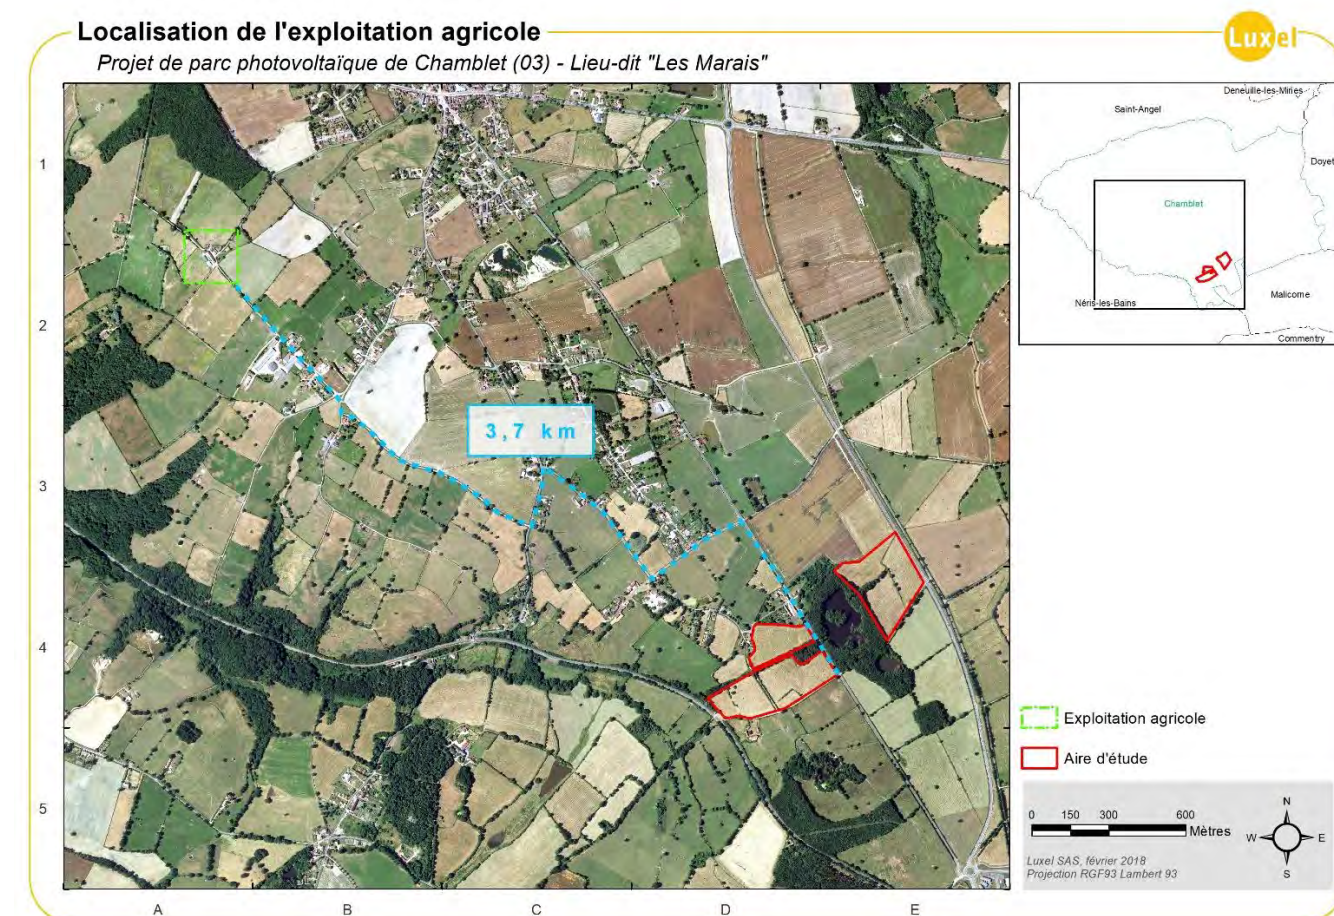 Localisation de l'exploitation agricole
Luxel
Projet de parc photovoltaïque de Chamblet (03) - Lieu-dit "Les Marais"
Deneuille-les-Miries
Saint-Angel
Doyet
Chamblet
Néris-les-Bains
Malicorne
Commentry
1
2
3
4
5
3,7 km
Exploitation agricole
Aire d'étude
0 150 300 600
Mètres
N
W E
S
Luxel SAS, février 2018
Projection RGF93 Lambert 93
A B C D E